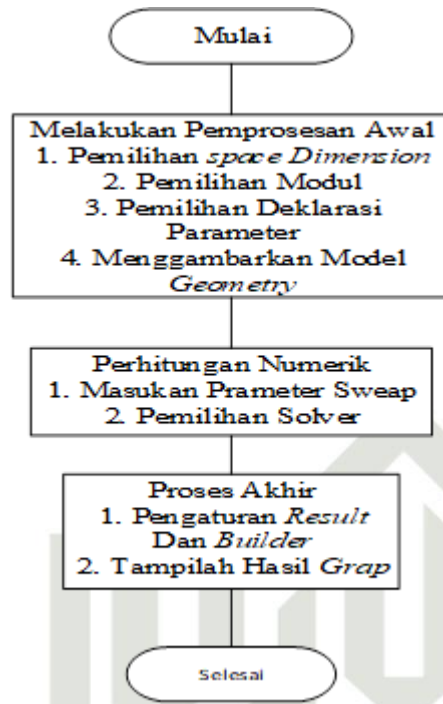 Mulai
Melakukan Pemprosesan Awal
1. Pemilihan space Dimension
2. Pemilihan Modul
3. Pemilihan Deklarasi
Parameter
4. Menggambarkan Model
Geometry
Perhitungan Numerik
1. Masukan Prameter Sweap
2. Pemilihan Solver
Proses Akhir
1. Pengaturan Result
Dan Builder
2. Tampilah Hasil Grap
Selesai